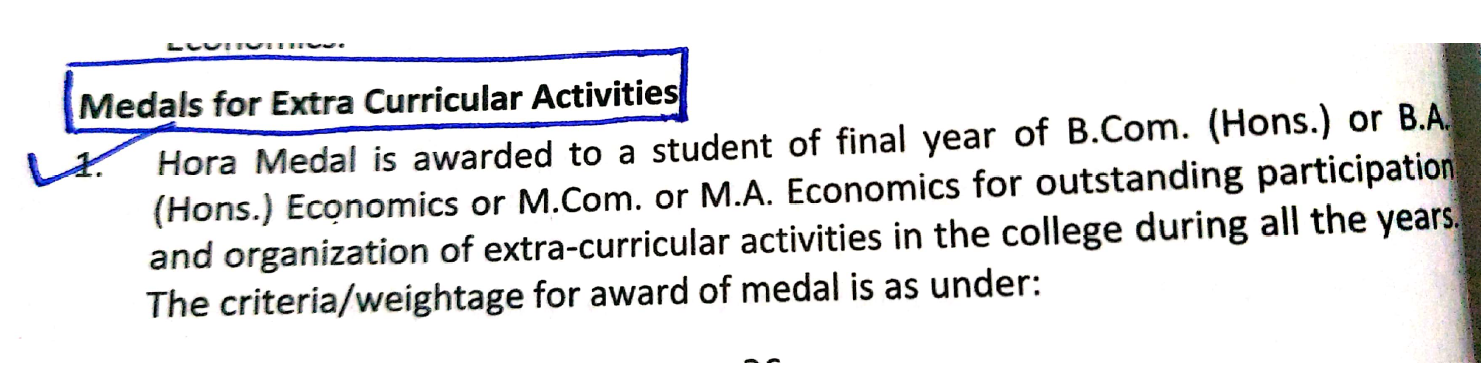 Medals for Extra Curricular Activities
1. Hora Medal is awarded to a student of final year of B.Com. (Hons.) or B.A.
(Hons.) Economics or M.Com. or M.A. Economics for outstanding participation
and organization of extra-curricular activities in the college during all the years.
The criteria/weightage for award of medal is as under: